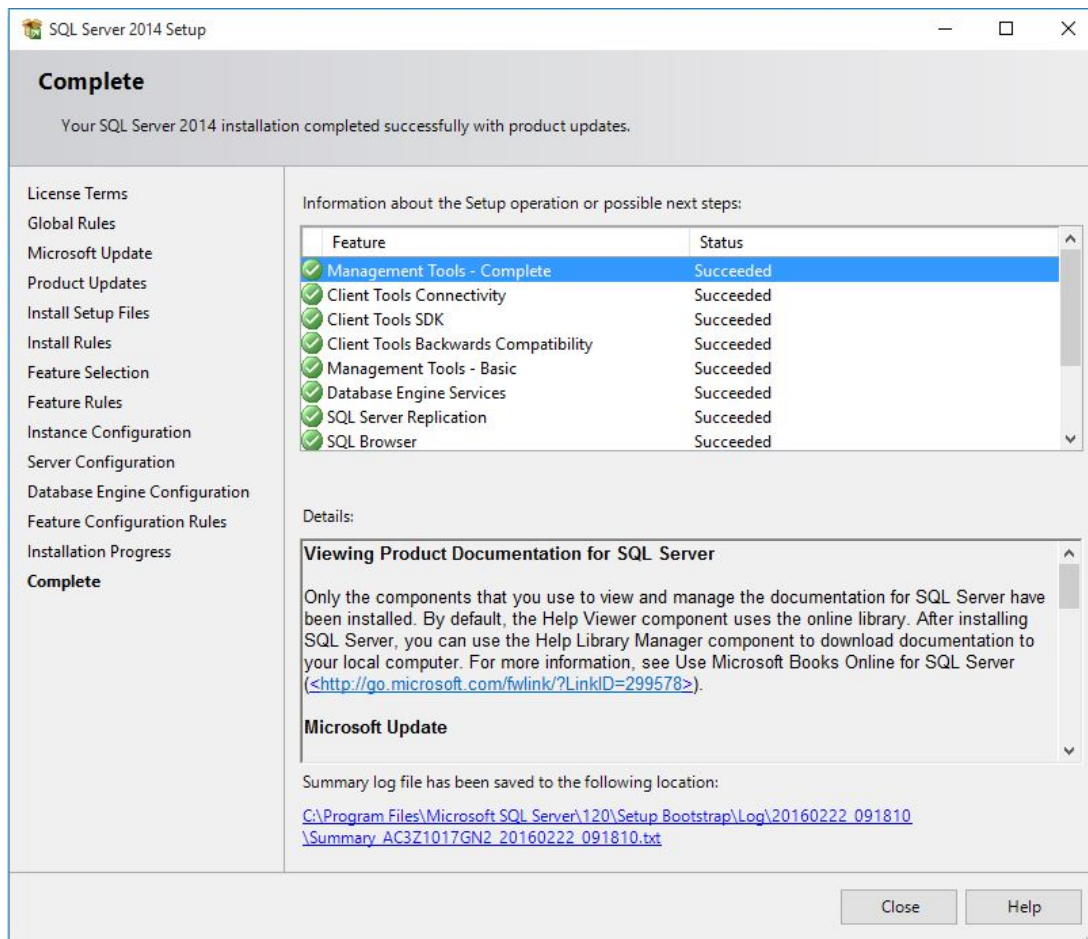 SQL Server 2014 Setup
Complete
Your SQL Server 2014 installation completed successfully with product updates.
License Terms
Global Rules
Microsoft Update
Product Updates
Install Setup Files
Install Rules
Feature Selection
Feature Rules
Instance Configuration
Server Configuration
Database Engine Configuration
Feature Configuration Rules
Installation Progress
Complete
Information about the Setup operation or possible next steps:
Feature Status
Management Tools - Complete Succeeded
Client Tools Connectivity Succeeded
Client Tools SDK Succeeded
Client Tools Backwards Compatibility Succeeded
Management Tools - Basic Succeeded
Database Engine Services Succeeded
SQL Server Replication Succeeded
SQL Browser Succeeded
Details:
Viewing Product Documentation for SQL Server
Only the components that you use to view and manage the documentation for SQL Server have
been installed. By default, the Help Viewer component uses the online library. After installing
SQL Server, you can use the Help Library Manager component to download documentation to
your local computer. For more information, see Use Microsoft Books Online for SQL Server
(<http://go.microsoft.com/fwlink/?LinkID=299578>).
Microsoft Update
Summary log file has been saved to the following location:
C:\Program Files\Microsoft SQL Server\120\Setup Bootstrap\Log\20160222_091810
\Summary_AC3Z1017GN2_20160222_091810.txt
Close Help